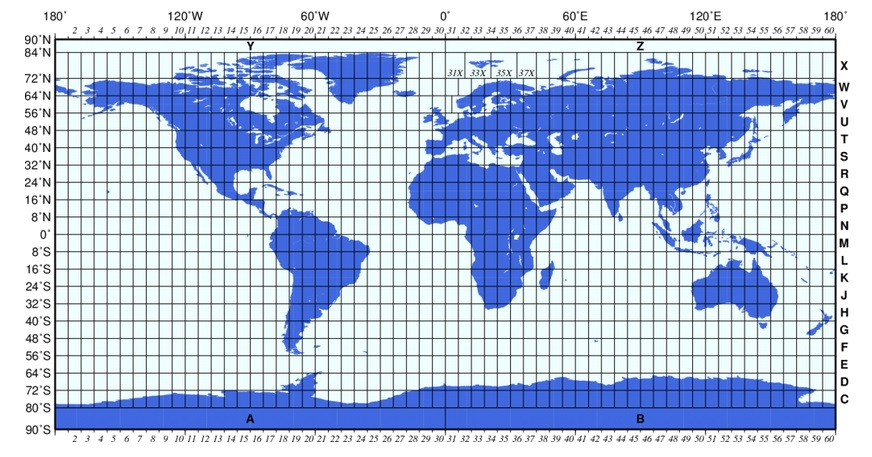 180˚ 120˚W 60˚W 0˚ 60˚E 120˚E 180˚
2 3 4 5 6 7 8 9 10 11 12 13 14 15 16 17 18 19 20 21 22 23 24 25 26 27 28 29 30 31 32 33 34 35 36 37 38 39 40 41 42 43 44 45 46 47 48 49 50 51 52 53 54 55 56 57 58 59 60
90˚N Y Z
84˚N
X
31X 33X 35X 37X
72˚N
W
64˚N
V
56˚N
U
48˚N
T
40˚N
S
32˚N
R
24˚N
Q
16˚N
P
8˚N
N
0˚
M
8˚S
L
16˚S
K
24˚S
J
32˚S
H
40˚S
G
48˚S
F
56˚S
E
64˚S
D
72˚S
C
80˚S
A B
90˚S
2 3 4 5 6 7 8 9 10 11 12 13 14 15 16 17 18 19 20 21 22 23 24 25 26 27 28 29 30 31 32 33 34 35 36 37 38 39 40 41 42 43 44 45 46 47 48 49 50 51 52 53 54 55 56 57 58 59 60